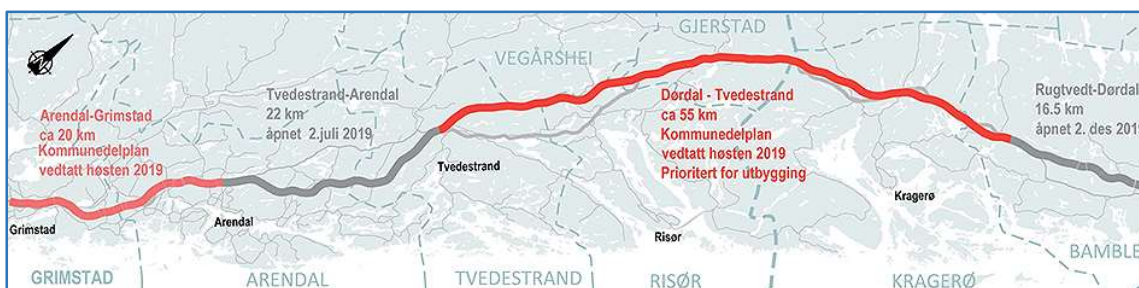 GJERSTAD
VEGÅRSHEI
Arendal-Grimstad
ca 20 km
Kommunedelplan
vedtatt høsten 2019
Tvedestrand-Arendal
22 km
åpnet 2.juli 2019
Dørdal - Tvedestrand
ca 55 km
Kommunedelplan
vedtatt høsten 2019
Prioritert for utbygging
Rugtvedt-Dørdal
16.5 km
åpnet 2. des 201
Tvedestrand
Kragerø
Grimstad
Arendal
Risør
BAMBLE
GRIMSTAD
ARENDAL
TVEDESTRAND
RISØR
KRAGERØ